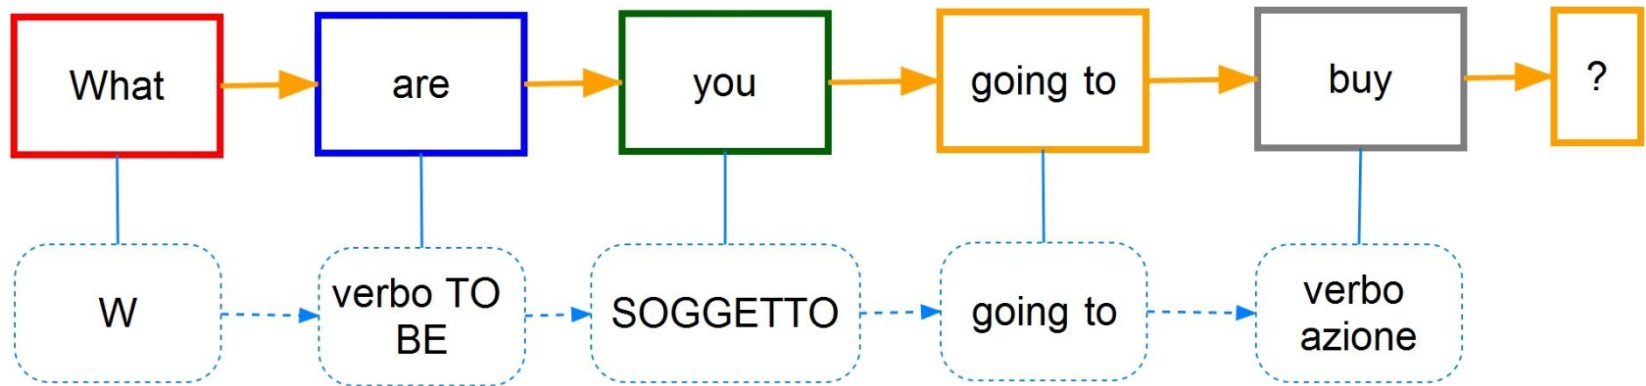 What are you going to buy ?
W verbo TO BE SOGGETTO going to verbo azione